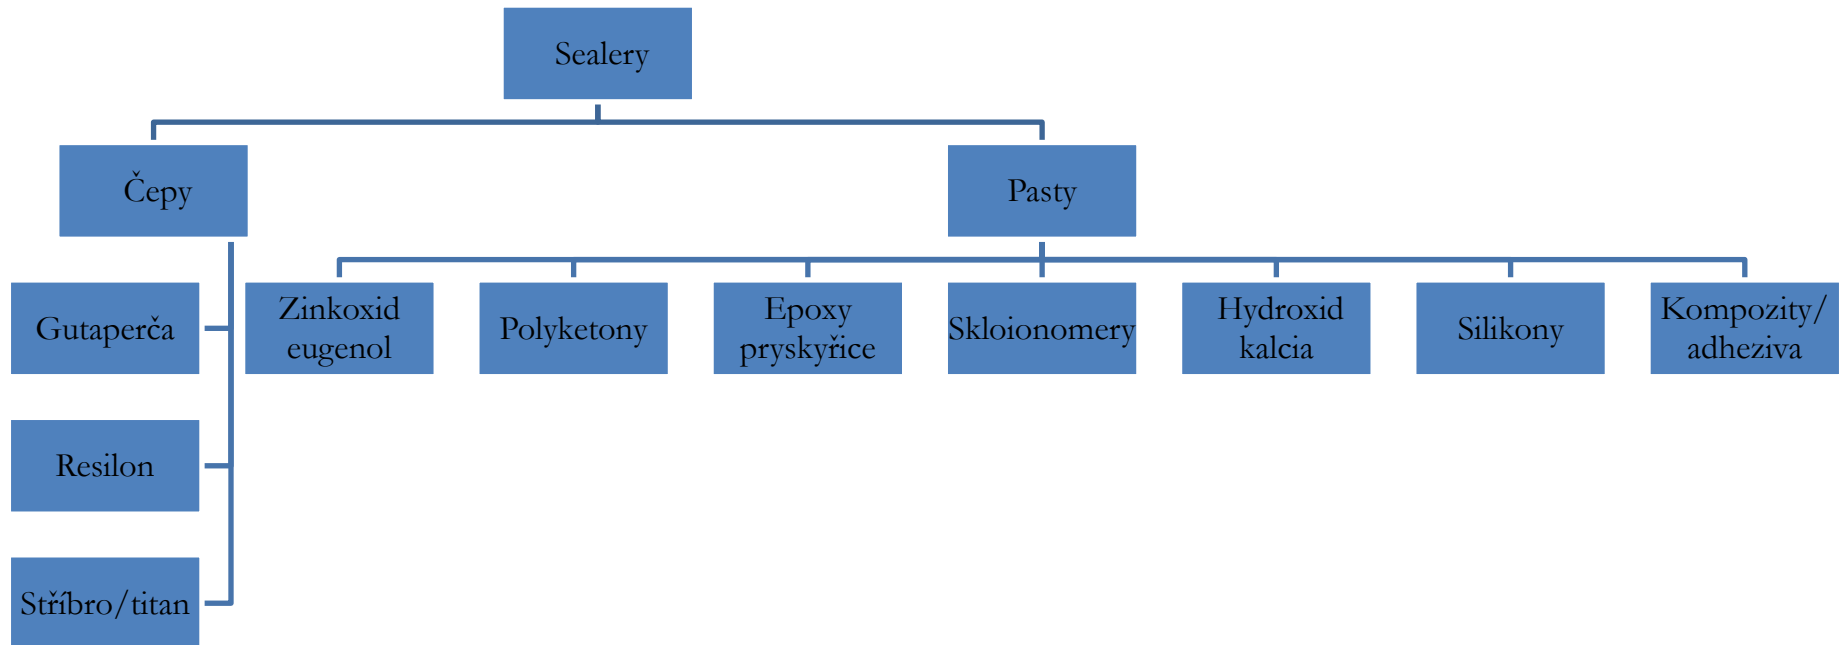 Sealery
Čepy
Pasty
Gutaperča
Resilon
Stříbro/titan
Zinkoxid
eugenol
Polyketony
Epoxy
pryskyřice
Skloionomery
Hydroxid
kalcia
Silikony
Kompozity/
adheziva